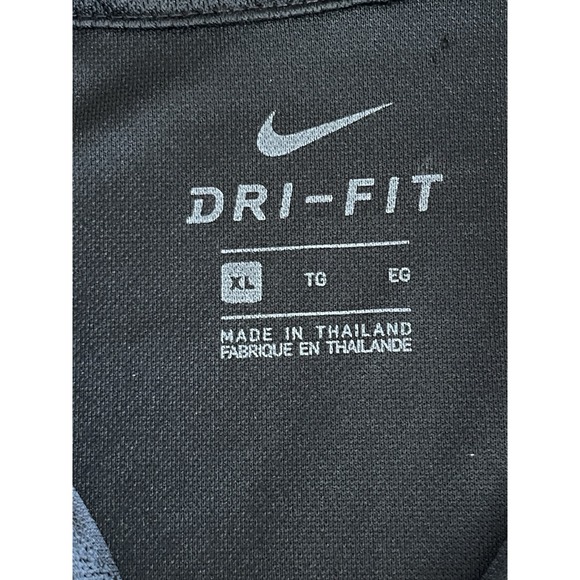 DRI-FIT
XL TG EG
MADE IN THAILAND
FABRIQUE EN THAILANDE